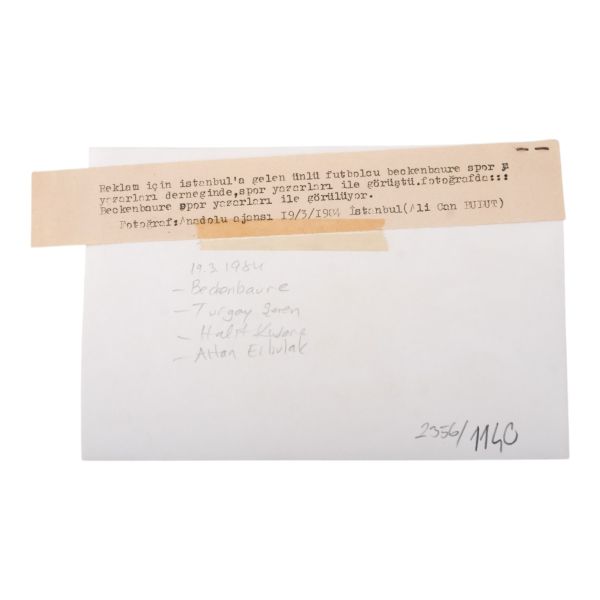 Reklam için istanbul'a gelen ünlü futbolcu beckenbaure spor y
yazarları derneginde,spor yazarları ile görüştü.fotoğrafda:::
Beckenbaure spor yazarları ile görülüyor.
Fotoğraf:Anadolu ajansı 19/3/1984 İstanbul(Ali Can BULUT)
19.3.1984
- Beckenbaure
- Turgay Şeren
- Halit Kıvanç
- Altan Erbulak
2356/1140